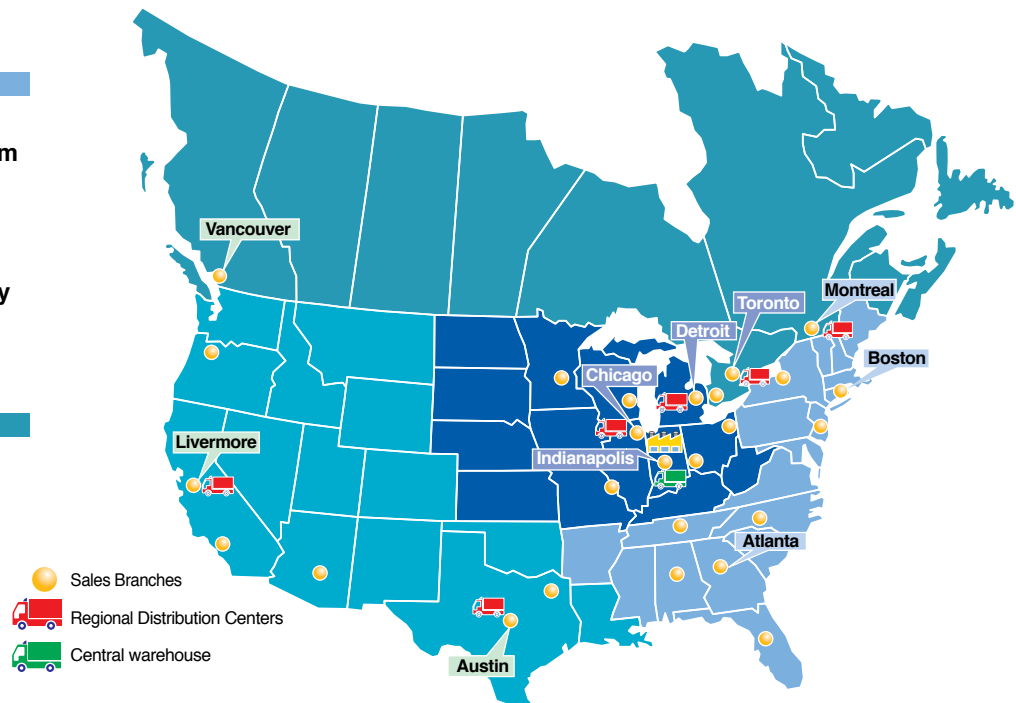 m
y
Vancouver
Montreal
Toronto
Detroit
Boston
Chicago
Livermore
Indianapolis
Atlanta
Austin
Sales Branches
Regional Distribution Centers
Central warehouse